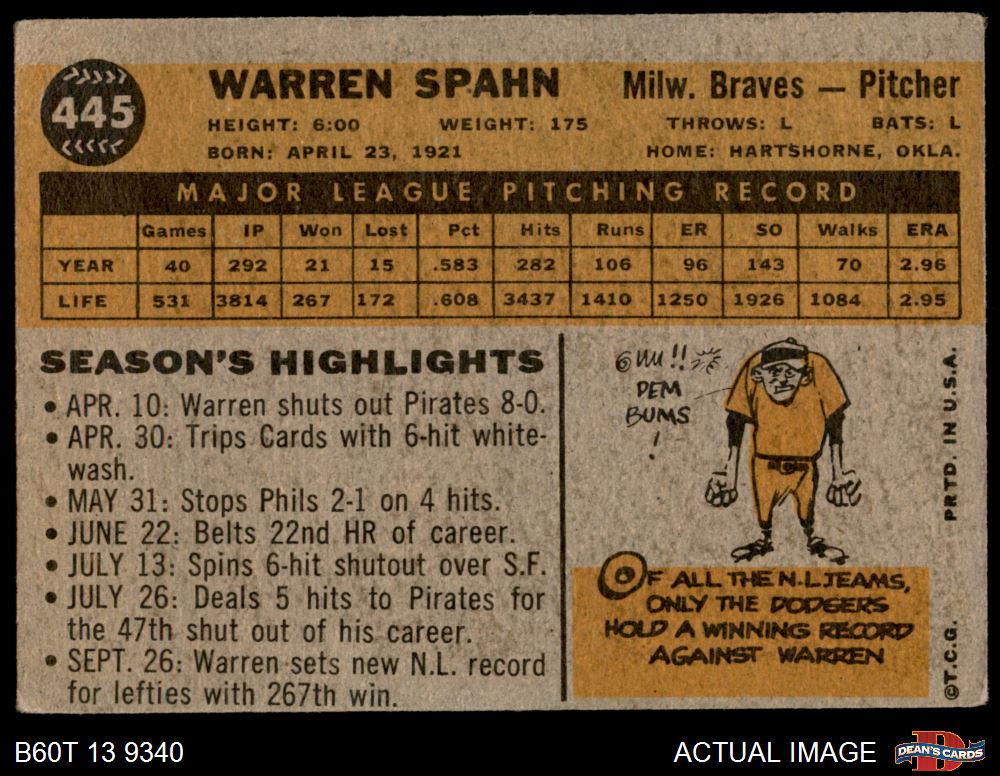 445
WARREN SPAHN
Milw. Braves — Pitcher
HEIGHT: 6:00 WEIGHT: 175 THROWS: L BATS: L
BORN: APRIL 23, 1921 HOME: HARTSHORNE, OKLA.
MAJOR LEAGUE PITCHING RECORD
Games IP Won Lost Pct Hits Runs ER SO Walks ERA
YEAR 40 292 21 15 .583 282 106 96 143 70 2.96
LIFE 531 3814 267 172 .608 3437 1410 1250 1926 1084 2.95
SEASON'S HIGHLIGHTS
• APR. 10: Warren shuts out Pirates 8-0.
• APR. 30: Trips Cards with 6-hit white-
wash.
• MAY 31: Stops Phils 2-1 on 4 hits.
• JUNE 22: Belts 22nd HR of career.
• JULY 13: Spins 6-hit shutout over S.F.
• JULY 26: Deals 5 hits to Pirates for
the 47th shut out of his career.
• SEPT. 26: Warren sets new N.L. record
for lefties with 267th win.
DEM
BUMS
!
OF ALL THE N.L. TEAMS,
ONLY THE DODGERS
HOLD A WINNING RECORD
AGAINST WARREN
©T.C.G. PRTD. IN U.S.A.
B60T 13 9340
ACTUAL IMAGE
D
DEAN'S CARDS